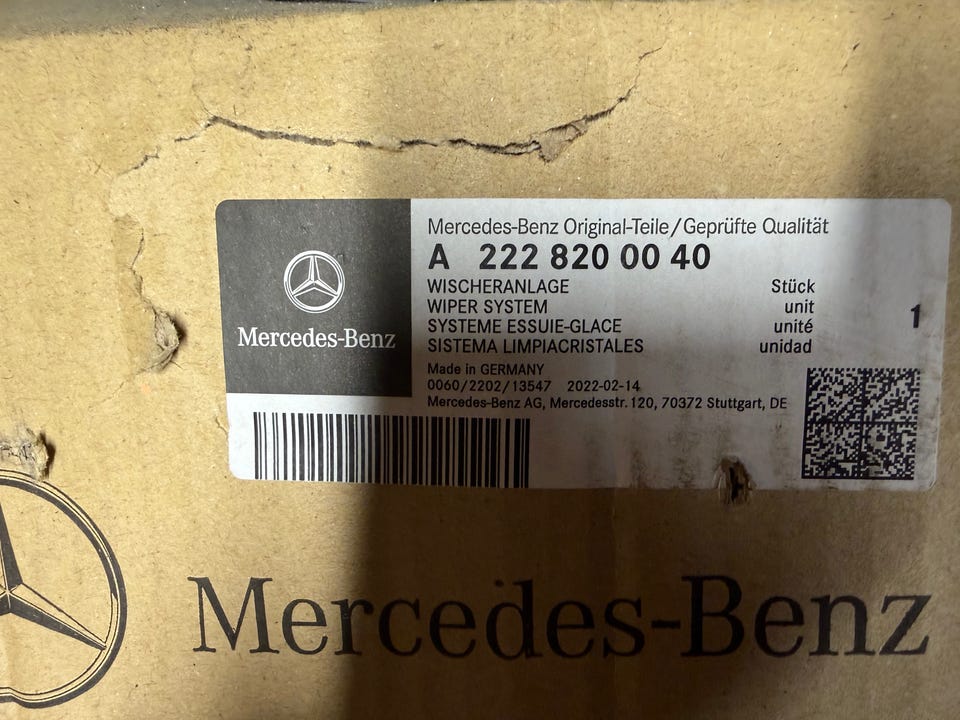 Mercedes-Benz Original-Teile/Geprüfte Qualität
A 222 820 00 40
WISCHERANLAGE Stück
WIPER SYSTEM unit
SYSTEME ESSUIE-GLACE unité
SISTEMA LIMPIACRISTALES unidad
1
Mercedes-Benz
Made in GERMANY
0060/2202/13547 2022-02-14
Mercedes-Benz AG, Mercedesstr. 120, 70372 Stuttgart, DE
Mercedes-Benz